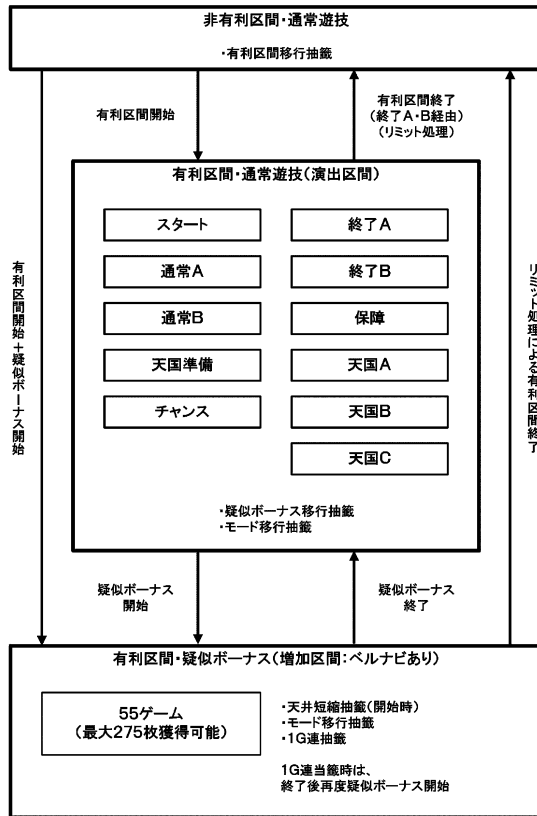 非有利区間・通常遊技
・有利区間移行抽籤
有利区間開始
有利区間終了
(終了A・B経由)
(リミット処理)
有利区間・通常遊技(演出区間)
スタート
通常A
通常B
天国準備
チャンス
終了A
終了B
保障
天国A
天国B
天国C
・疑似ボーナス移行抽籤
・モード移行抽籤
有利区間開始+疑似ボーナス開始
リミット処理による有利区間終了
疑似ボーナス
開始
疑似ボーナス
終了
有利区間・疑似ボーナス(増加区間:ベルナビあり)
55ゲーム
(最大275枚獲得可能)
・天井短縮抽籤(開始時)
・モード移行抽籤
・1G連抽籤
1G連当籤時は、
終了後再度疑似ボーナス開始